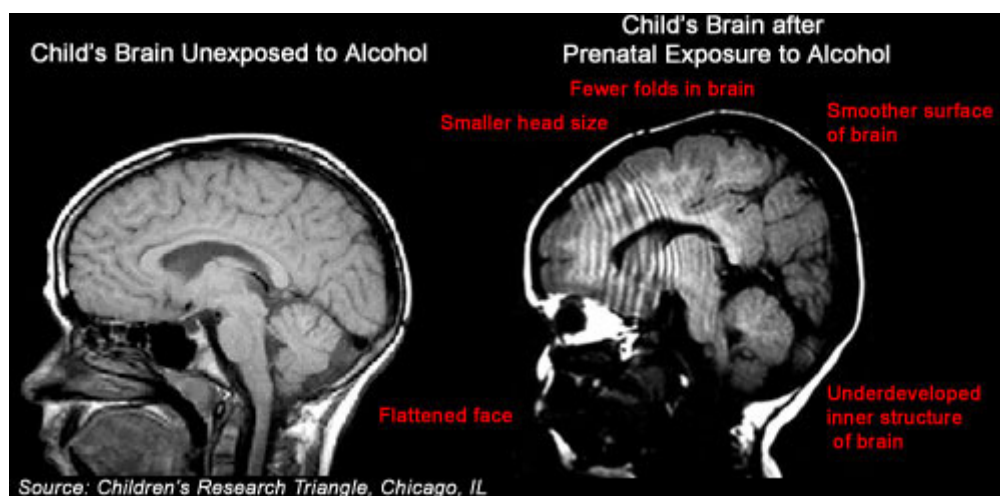 Child's Brain Unexposed to Alcohol
Child's Brain after
Prenatal Exposure to Alcohol
Fewer folds in brain
Smaller head size
Smoother surface
of brain
Flattened face
Underdeveloped
inner structure
of brain
Source: Children's Research Triangle, Chicago, IL